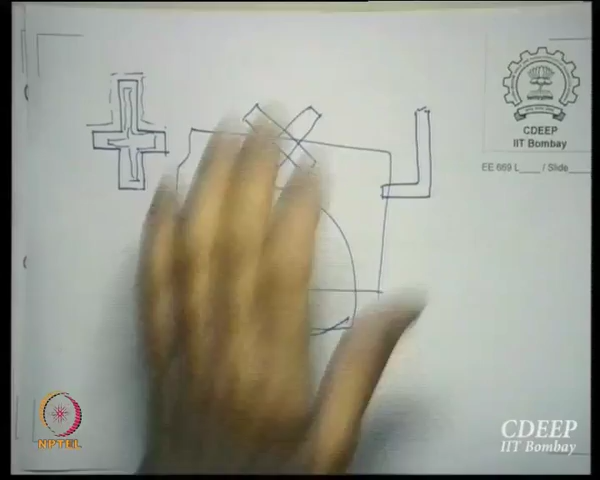 CDEEP
IIT Bombay
EE 669 L____ / Slide____
NPTEL
CDEEP
IIT Bombay